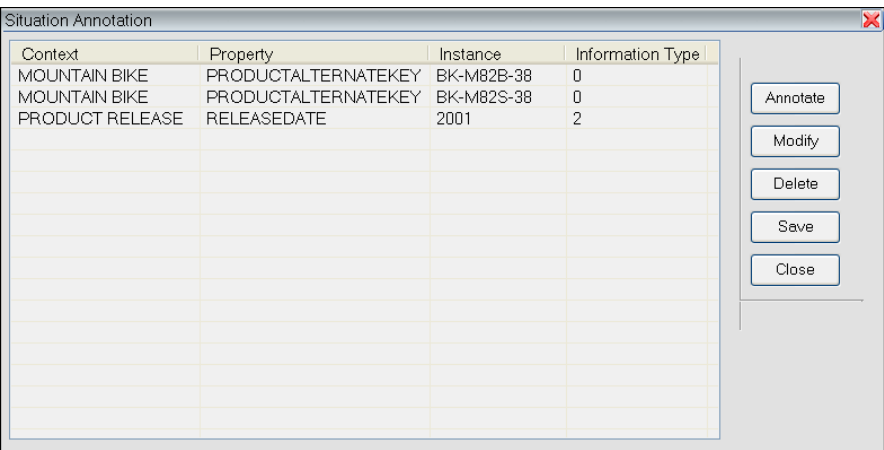 Situation Annotation
Context Property Instance Information Type
MOUNTAIN BIKE PRODUCTALTERNATEKEY BK-M82B-38 0
MOUNTAIN BIKE PRODUCTALTERNATEKEY BK-M82S-38 0
PRODUCT RELEASE RELEASEDATE 2001 2
Annotate
Modify
Delete
Save
Close